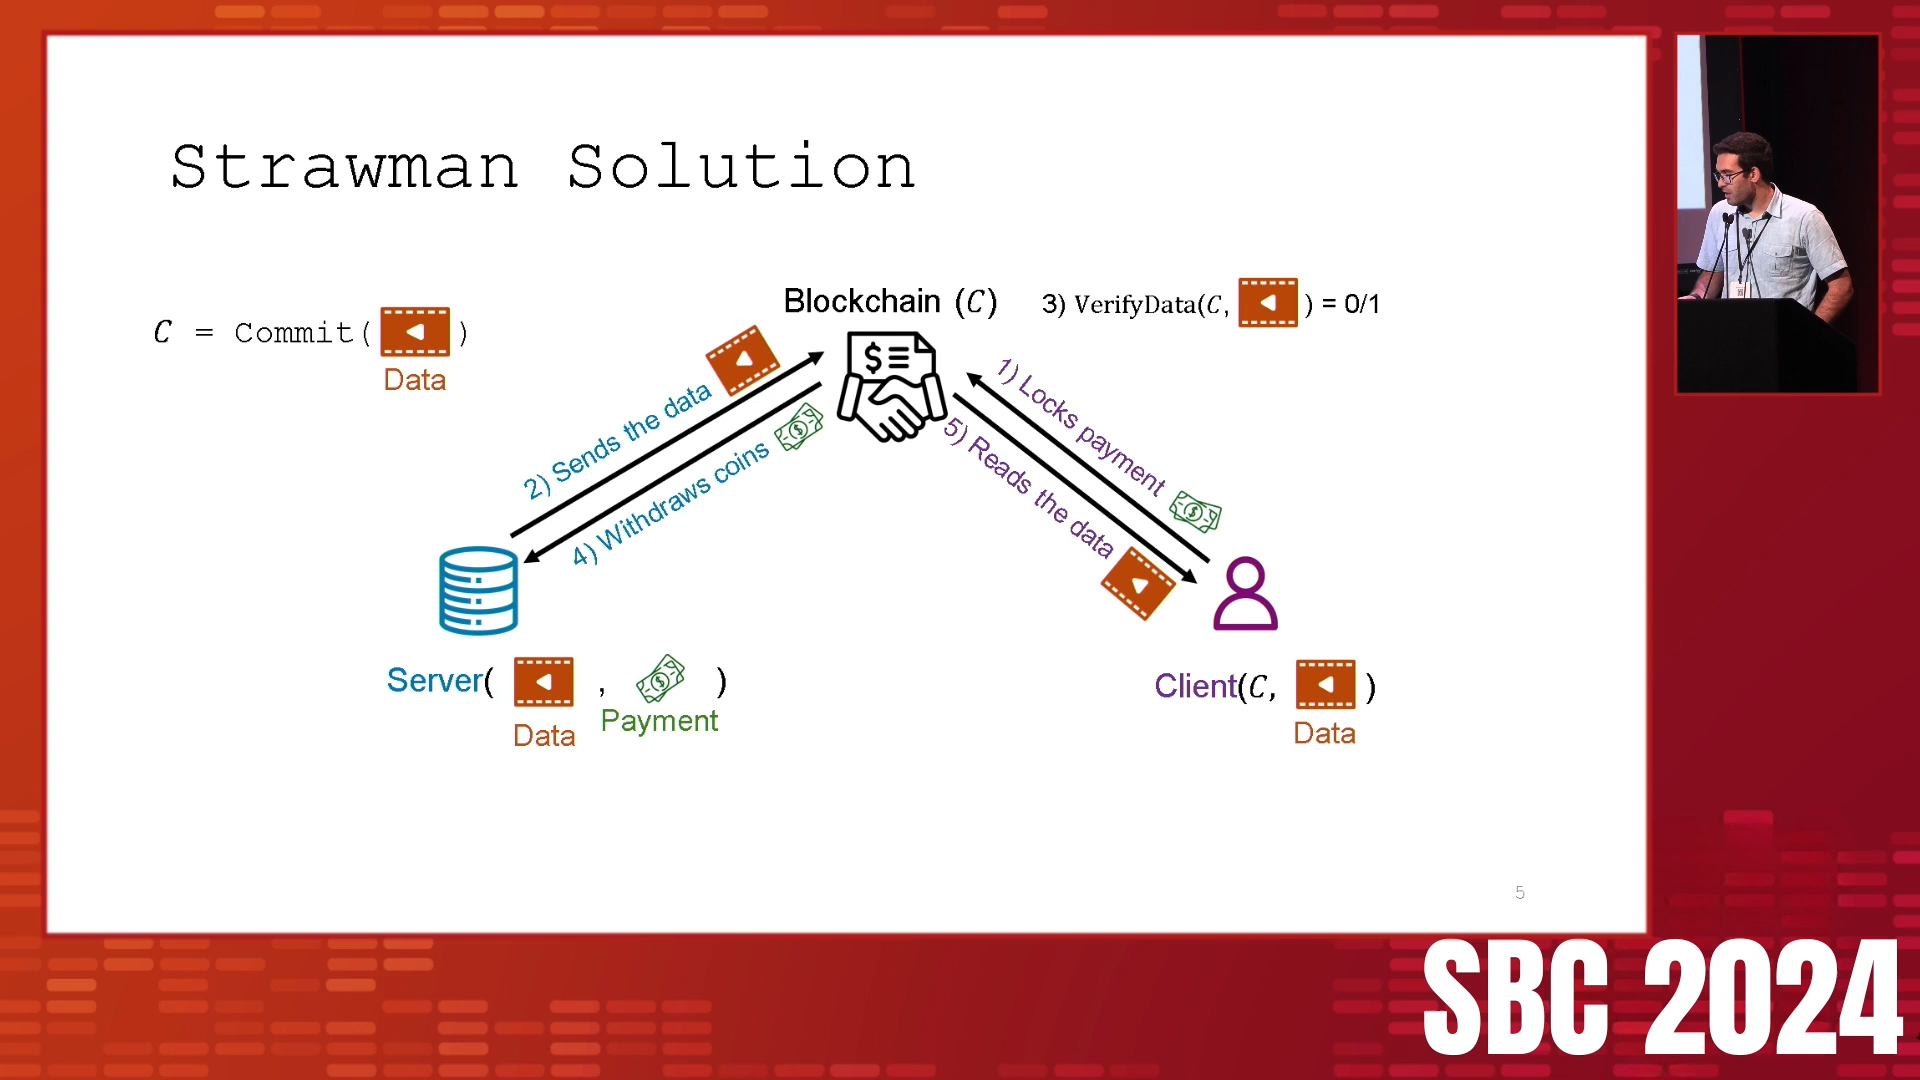 Strawman Solution
C = Commit( )
Data
Blockchain (C)
3) VerifyData(C, ) = 0/1
2) Sends the data
4) Withdraws coins
1) Locks payment
5) Reads the data
Server( , )
Data
Payment
Client(C, )
Data
5
SBC 2024